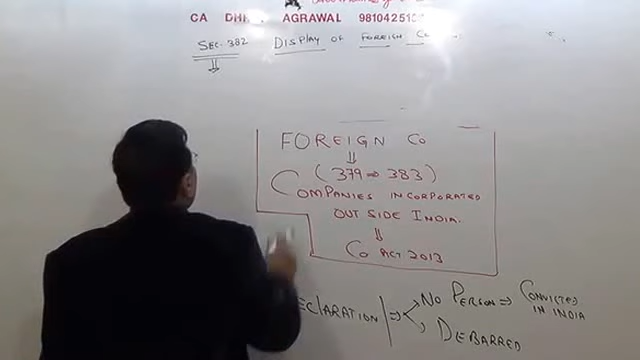 CA AGRAWAL
SEC. 382 DISPLAY OF FOREIGN Co
FOREIGN Co
(379 ⇒ 383)
COMPANIES INCORPORATED
OUT SIDE INDIA.
Co ACT 2013
NO PERSON ⇒ CONVICTED
IN INDIA
ECLARATION ⇒
DEBARRED